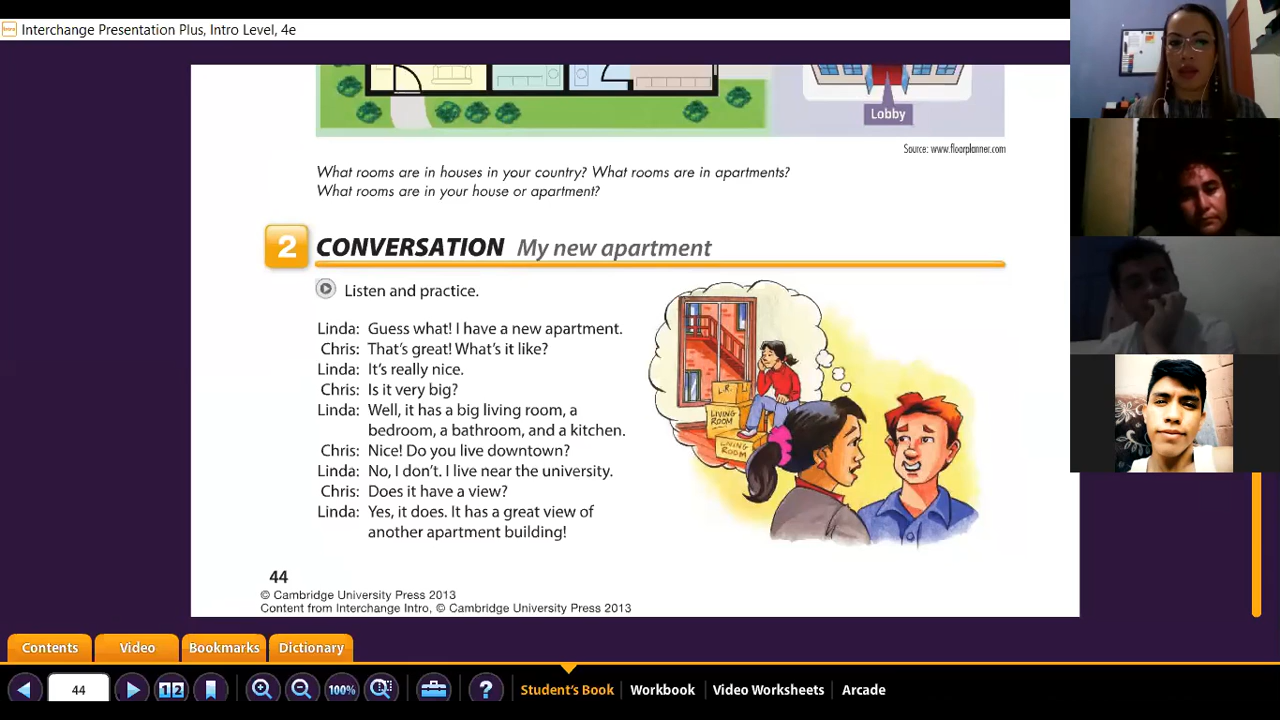 Interchange Presentation Plus, Intro Level, 4e
Lobby
Source: www.floorplanner.com
What rooms are in houses in your country? What rooms are in apartments?
What rooms are in your house or apartment?
2 CONVERSATION My new apartment
Listen and practice.
Linda: Guess what! I have a new apartment.
Chris: That's great! What's it like?
Linda: It's really nice.
Chris: Is it very big?
Linda: Well, it has a big living room, a
bedroom, a bathroom, and a kitchen.
Chris: Nice! Do you live downtown?
Linda: No, I don't. I live near the university.
Chris: Does it have a view?
Linda: Yes, it does. It has a great view of
another apartment building!
L.R.
LIVING
ROOM
LIVING
ROOM
44
© Cambridge University Press 2013
Content from Interchange Intro, © Cambridge University Press 2013
Contents Video Bookmarks Dictionary
44 12 100% ? Student's Book Workbook Video Worksheets Arcade